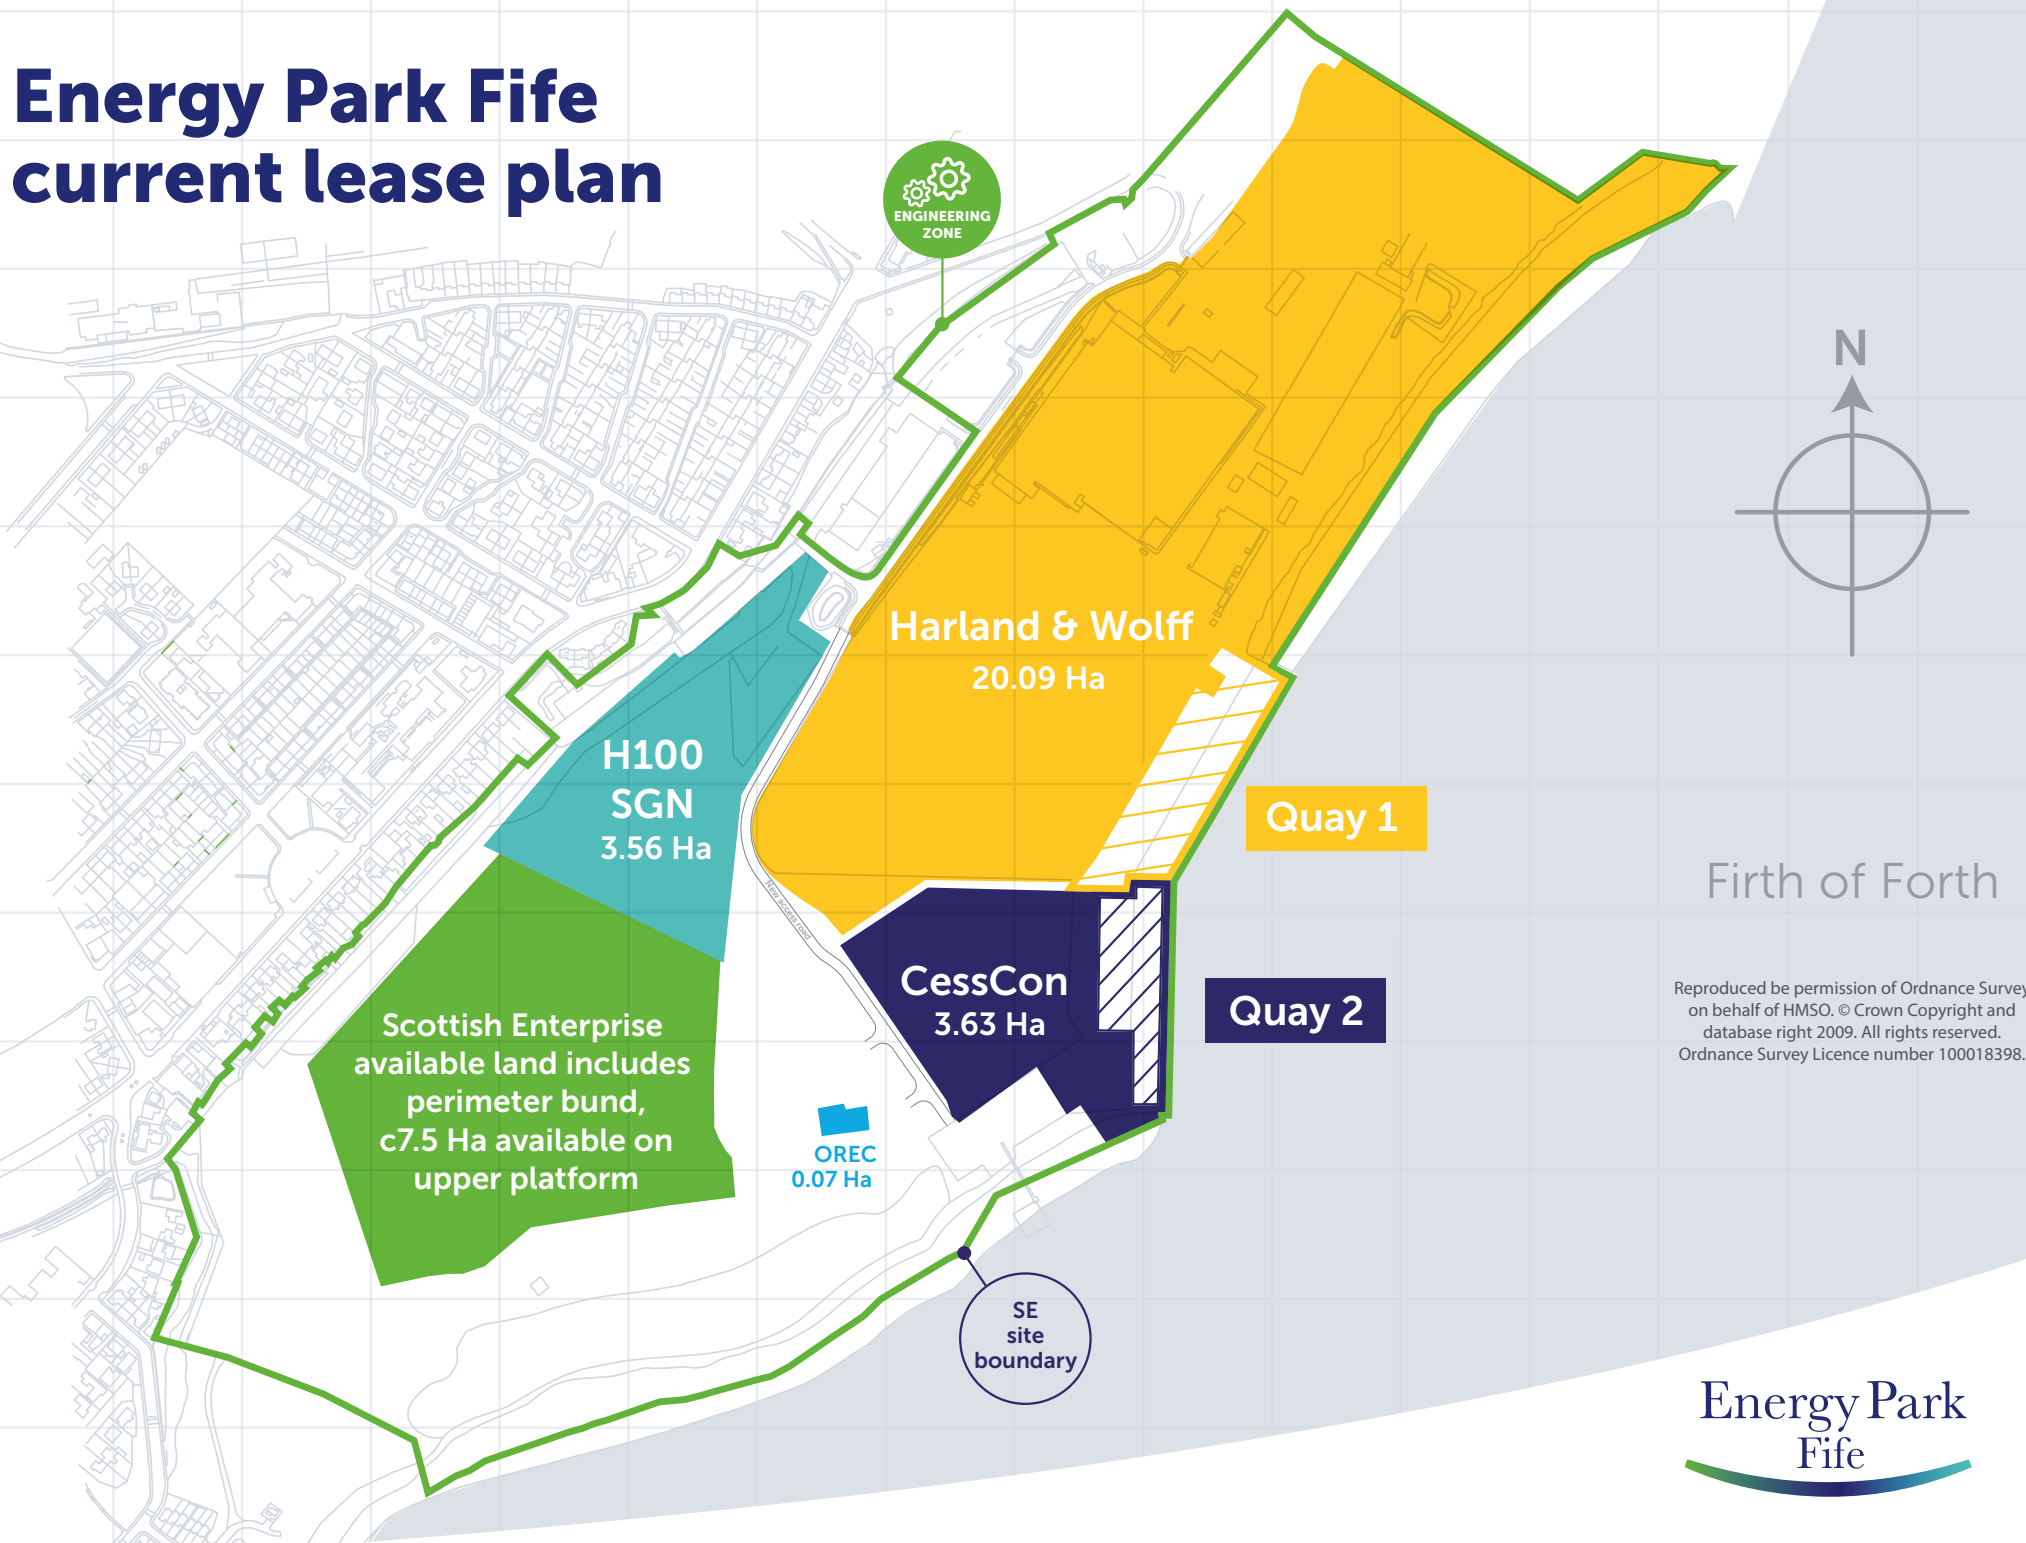 Energy Park Fife
current lease plan
ENGINEERING
ZONE
N
Harland & Wolff
20.09 Ha
H100
SGN
3.56 Ha
Quay 1
Firth of Forth
New access road
CessCon
3.63 Ha
Quay 2
Reproduced be permission of Ordnance Survey
on behalf of HMSO. © Crown Copyright and
database right 2009. All rights reserved.
Ordnance Survey Licence number 100018398.
Scottish Enterprise
available land includes
perimeter bund,
c7.5 Ha available on
upper platform
OREC
0.07 Ha
SE
site
boundary
Energy Park
Fife